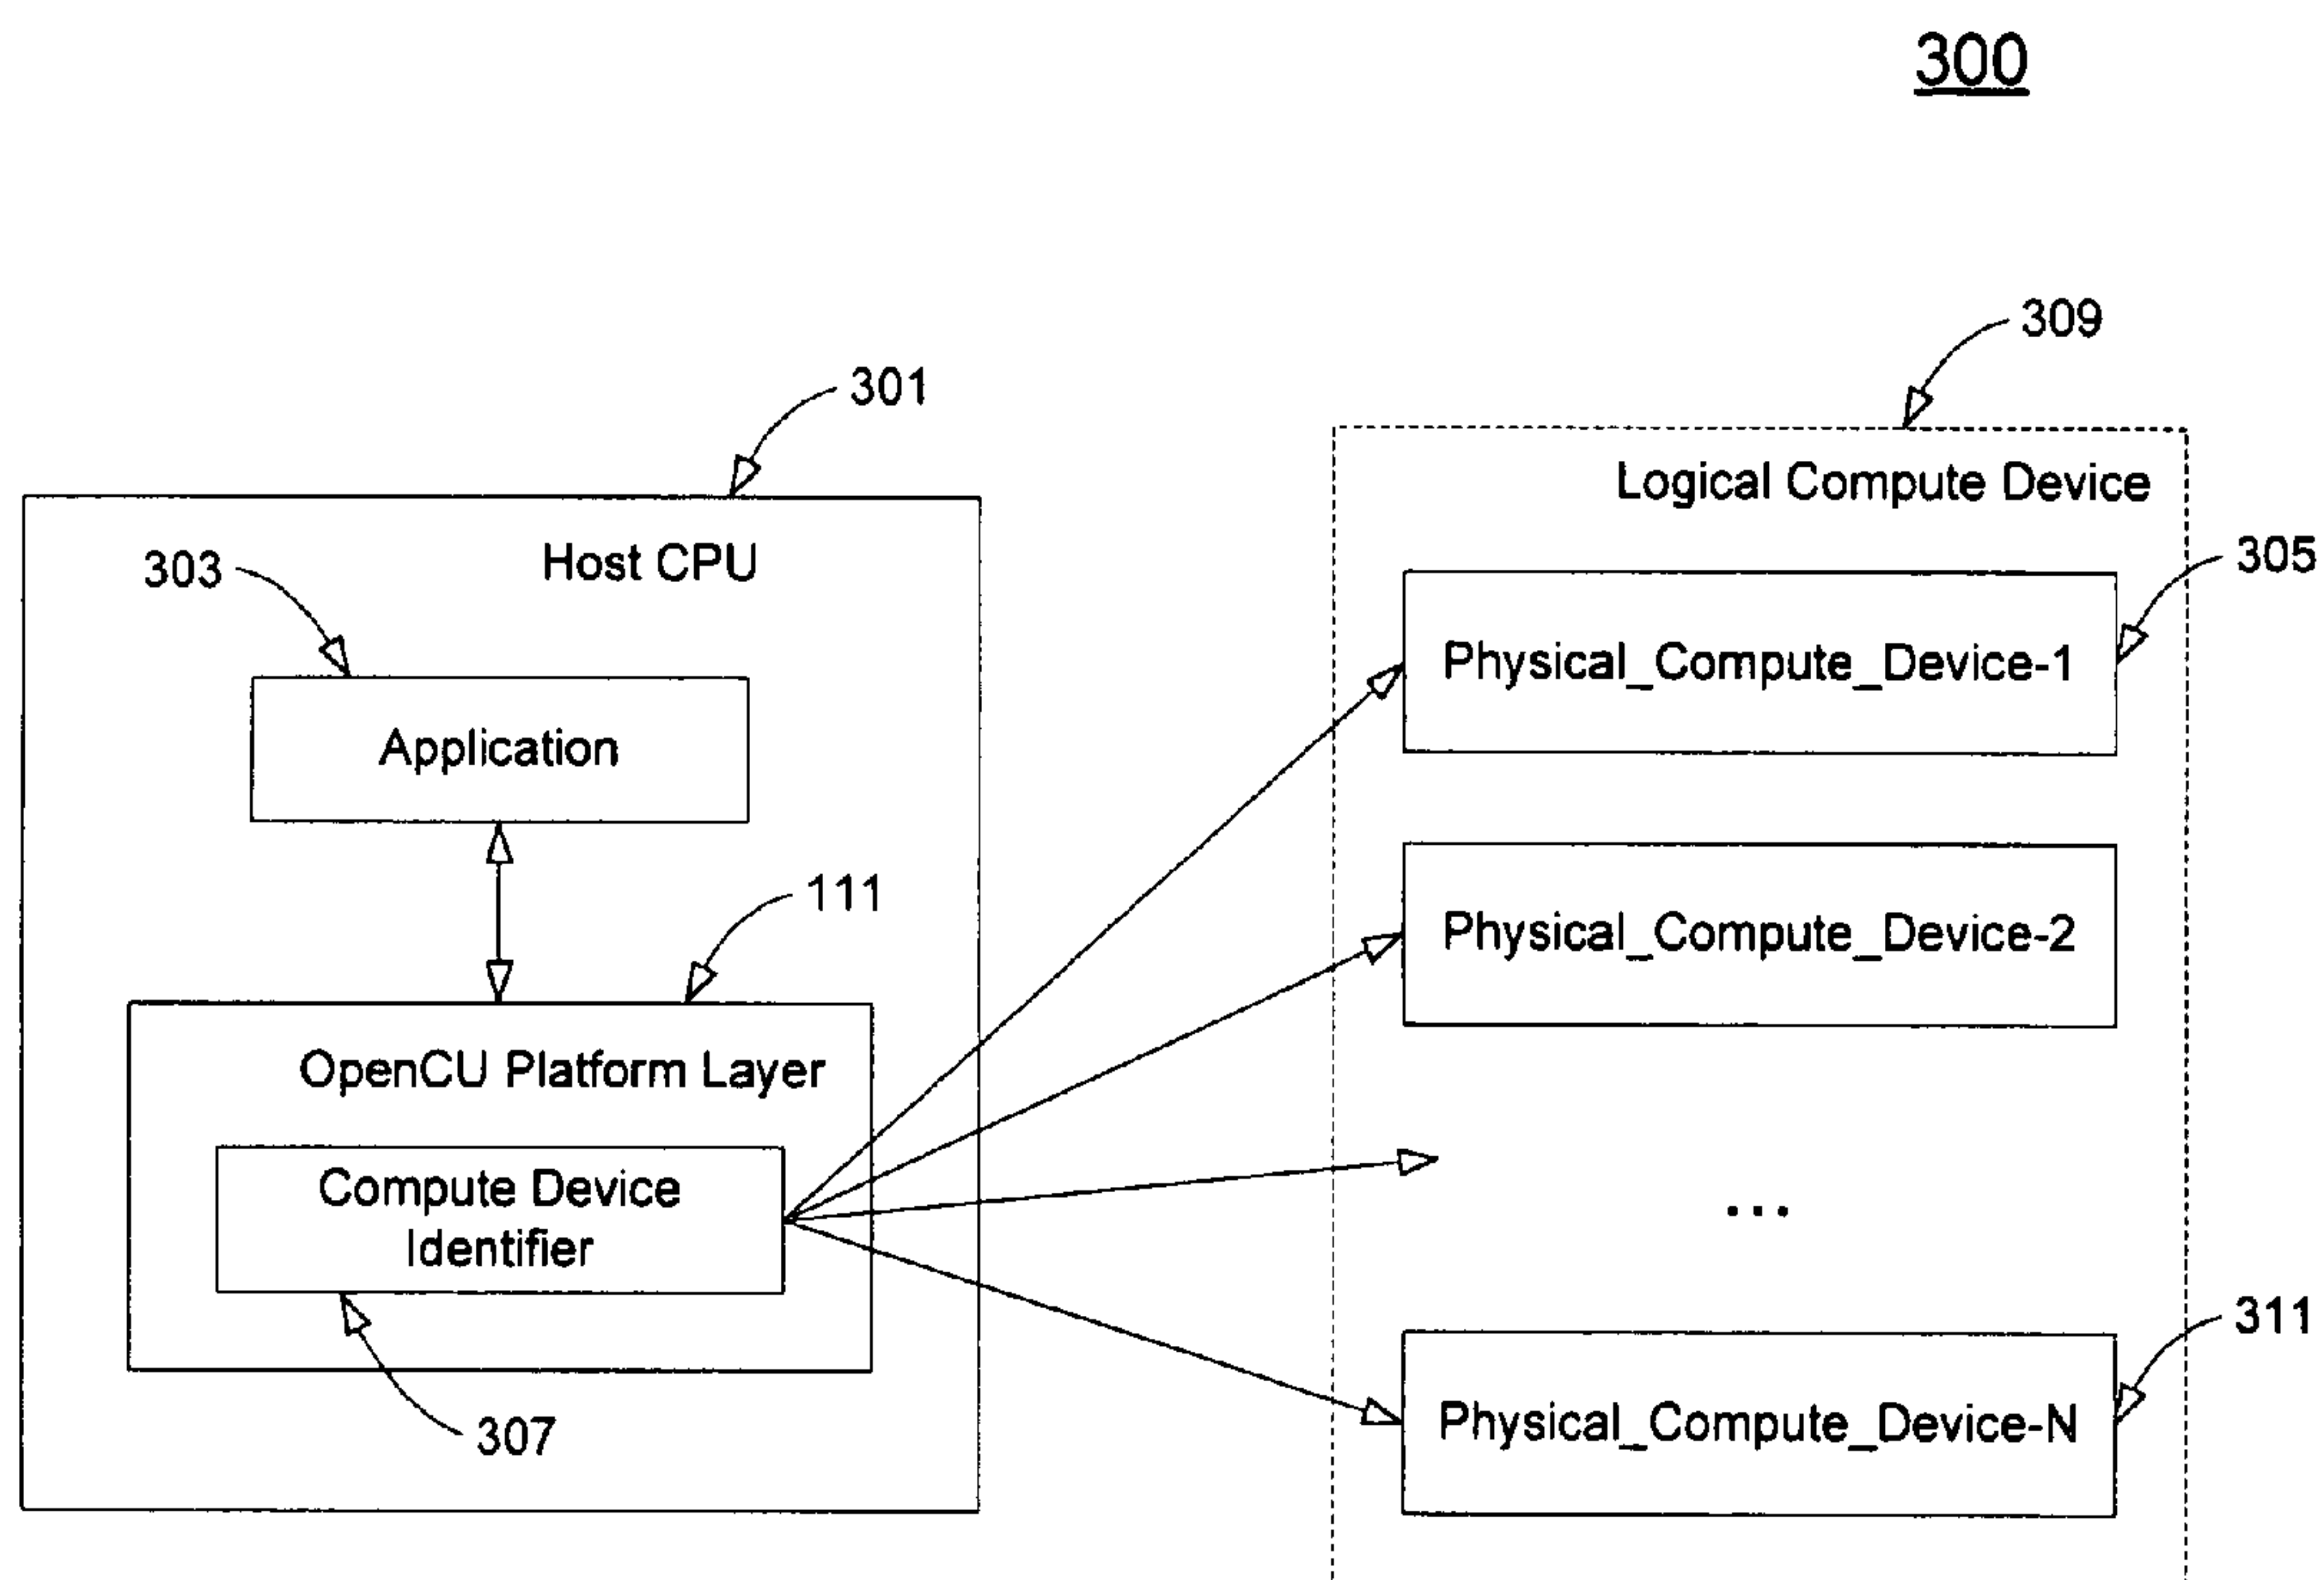 300
309
301
Logical Compute Device
Host CPU
303
305
Physical_Compute_Device-1
Application
111
Physical_Compute_Device-2
OpenCU Platform Layer
Compute Device
Identifier
...
311
Physical_Compute_Device-N
307